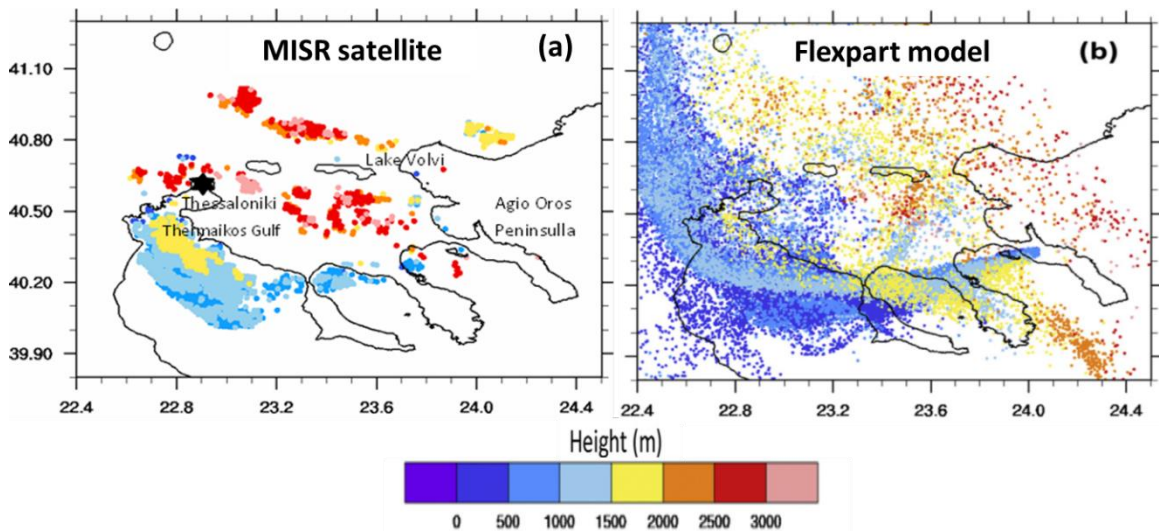 MISR satellite (a)
Flexpart model (b)
41.10
40.80
40.50
40.20
39.90
Lake Volvi
Thessaloniki
Agio Oros
Thermaikos Gulf
Peninsulla
22.4 22.8 23.2 23.6 24.0 24.4
22.4 22.8 23.2 23.6 24.0 24.4
Height (m)
0 500 1000 1500 2000 2500 3000